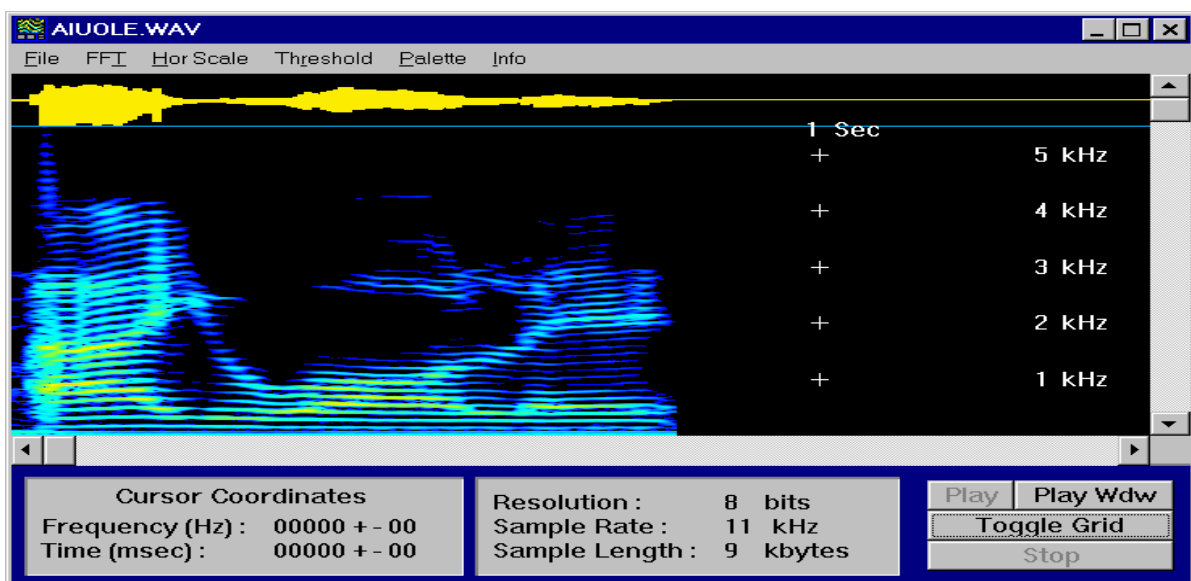 AIUOLE.WAV
File FFT Hor Scale Threshold Palette Info
1 Sec
+ 5 kHz
+ 4 kHz
+ 3 kHz
+ 2 kHz
+ 1 kHz
Cursor Coordinates
Frequency (Hz) : 00000 + - 00
Time (msec) : 00000 + - 00
Resolution : 8 bits
Sample Rate : 11 kHz
Sample Length : 9 kbytes
Play Play Wdw
Toggle Grid
Stop